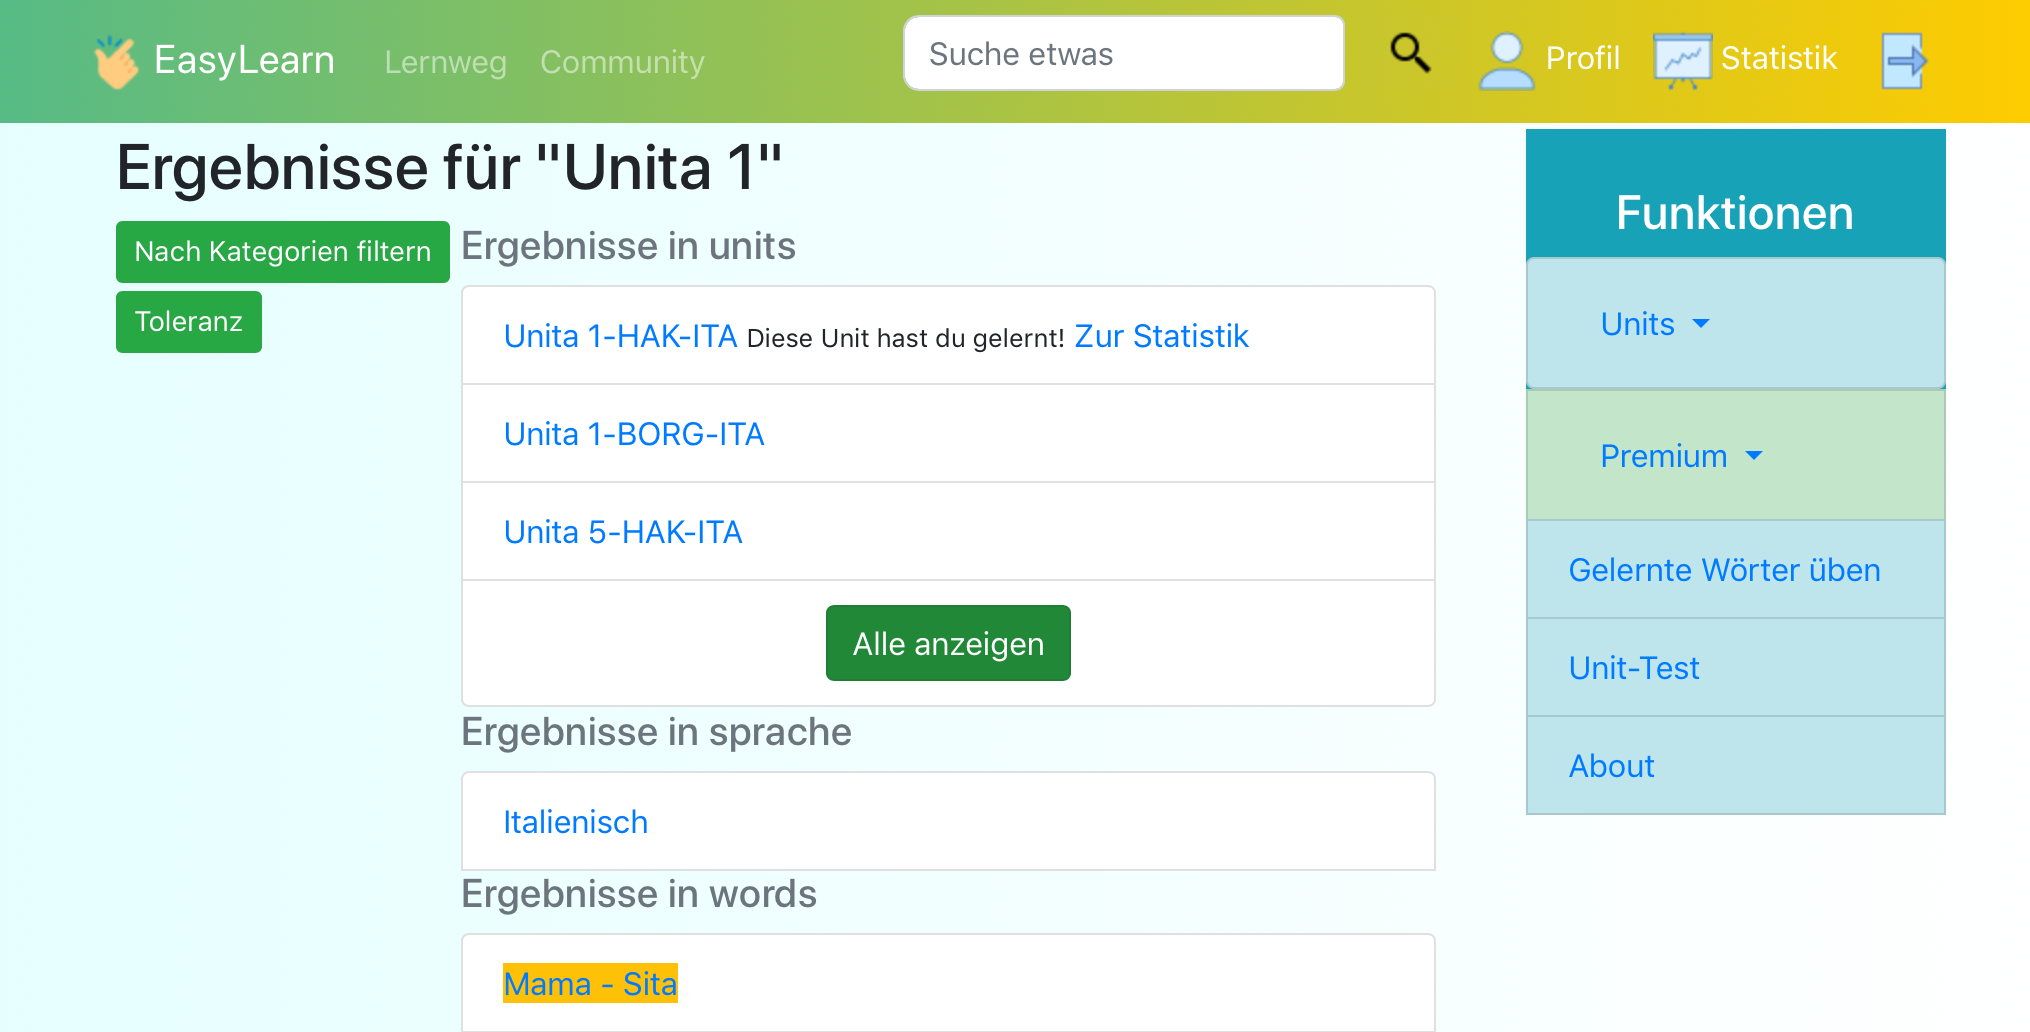 EasyLearn
Lernweg
Community
Suche etwas
Profil
Statistik
Ergebnisse für "Unita 1"
Nach Kategorien filtern
Toleranz
Ergebnisse in units
Unita 1-HAK-ITA Diese Unit hast du gelernt! Zur Statistik
Unita 1-BORG-ITA
Unita 5-HAK-ITA
Alle anzeigen
Ergebnisse in sprache
Italienisch
Ergebnisse in words
Mama - Sita
Funktionen
Units
Premium
Gelernte Wörter üben
Unit-Test
About